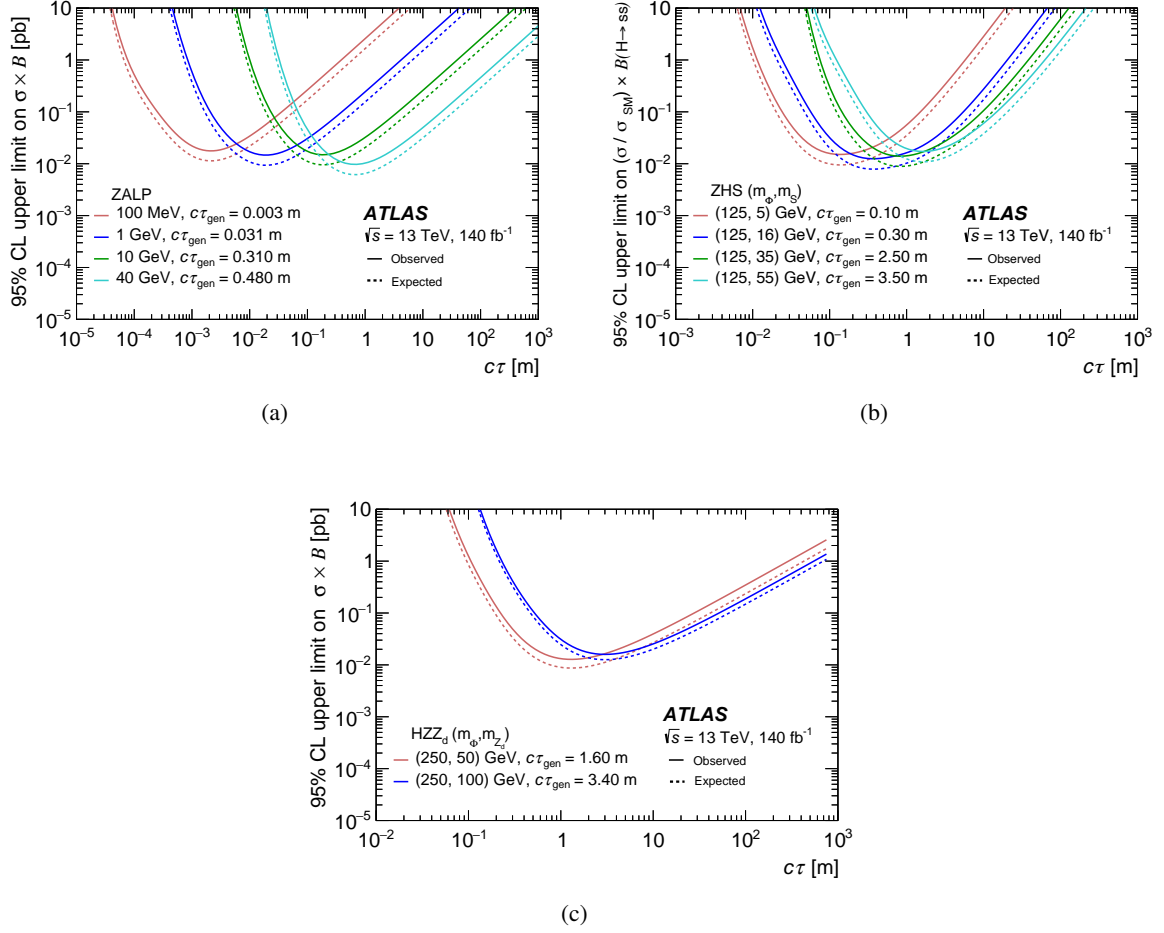 95% CL upper limit on σ × B [pb]
10
1
10⁻¹
10⁻²
10⁻³
10⁻⁴
10⁻⁵
ZALP
100 MeV, cτgen = 0.003 m
1 GeV, cτgen = 0.031 m
10 GeV, cτgen = 0.310 m
40 GeV, cτgen = 0.480 m
ATLAS
√s = 13 TeV, 140 fb⁻¹
Observed
Expected
10⁻⁵ 10⁻⁴ 10⁻³ 10⁻² 10⁻¹ 1 10 10² 10³
cτ [m]
(a)
95% CL upper limit on (σ / σSM) × B(H→ ss)
10
1
10⁻¹
10⁻²
10⁻³
10⁻⁴
10⁻⁵
ZHS (mΦ,mS)
(125, 5) GeV, cτgen = 0.10 m
(125, 16) GeV, cτgen = 0.30 m
(125, 35) GeV, cτgen = 2.50 m
(125, 55) GeV, cτgen = 3.50 m
ATLAS
√s = 13 TeV, 140 fb⁻¹
Observed
Expected
10⁻³ 10⁻² 10⁻¹ 1 10 10² 10³
cτ [m]
(b)
95% CL upper limit on σ × B [pb]
10
1
10⁻¹
10⁻²
10⁻³
10⁻⁴
10⁻⁵
HZZd (mΦ,mZd)
(250, 50) GeV, cτgen = 1.60 m
(250, 100) GeV, cτgen = 3.40 m
ATLAS
√s = 13 TeV, 140 fb⁻¹
Observed
Expected
10⁻² 10⁻¹ 1 10 10² 10³
cτ [m]
(c)